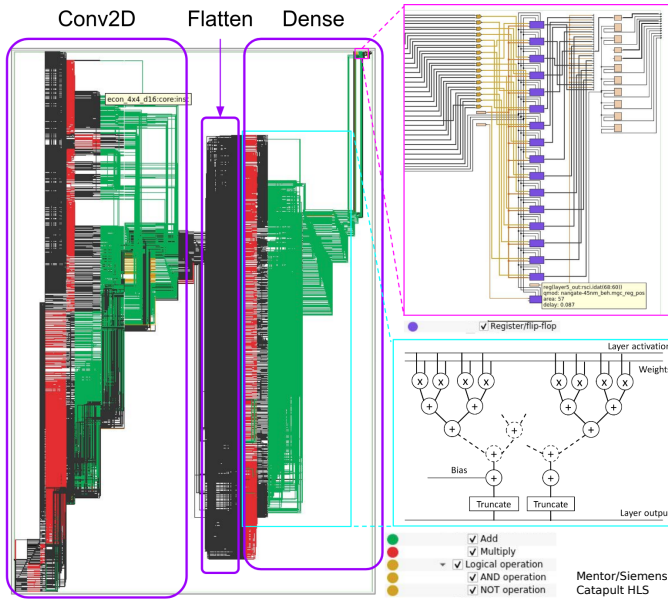 Conv2D
Flatten
Dense
econ_4x4_d16:core:inst
reg(layer5_out:rsci.idat(68:60))
qmod: nangate-45nm_beh.mgc_reg_pos
area: 57
delay: 0.087
Register/flip-flop
Layer activation
Weights
x x x x x x x x
+ + + +
+ + +
+
Bias
+ +
Truncate Truncate
Layer output
Add
Multiply
Logical operation
AND operation
NOT operation
Mentor/Siemens
Catapult HLS